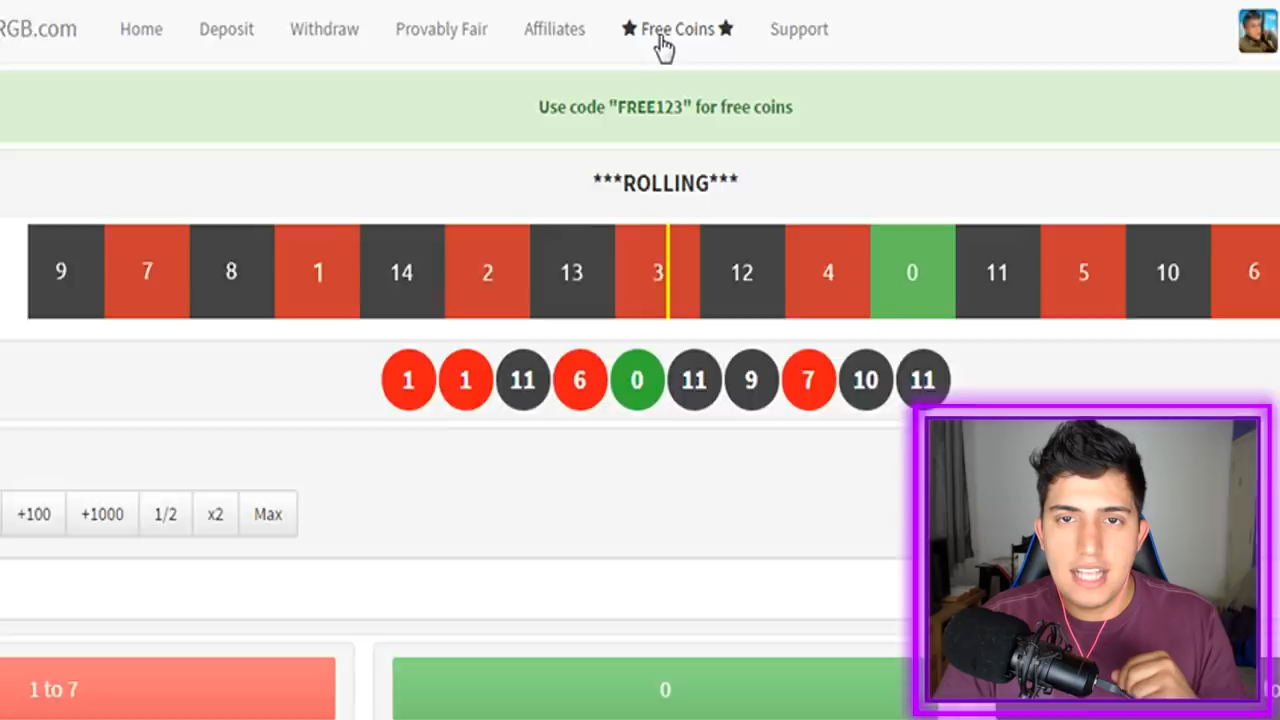 RGB.com Home Deposit Withdraw Provably Fair Affiliates ★ Free Coins ★ Support
Use code "FREE123" for free coins
***ROLLING***
9 7 8 1 14 2 13 3 12 4 0 11 5 10 6
1 1 11 6 0 11 9 7 10 11
+100 +1000 1/2 x2 Max
1 to 7 0